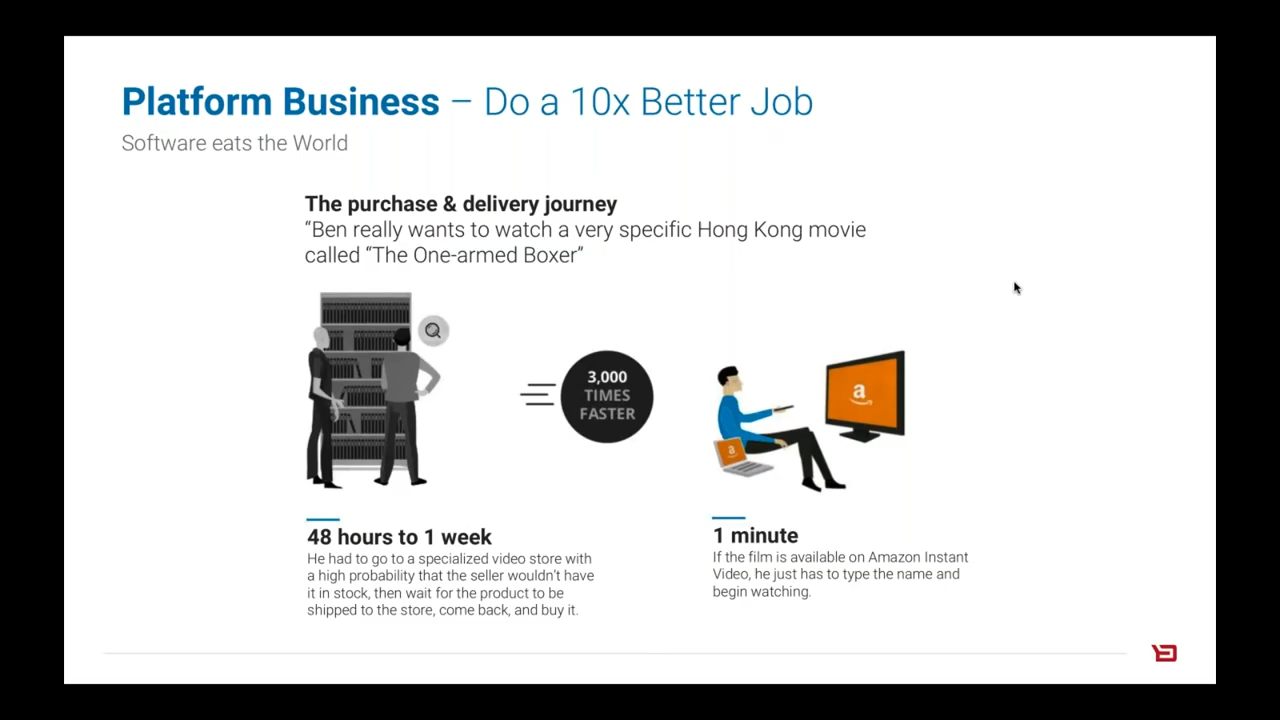 Platform Business – Do a 10x Better Job
Software eats the World
The purchase & delivery journey
“Ben really wants to watch a very specific Hong Kong movie
called “The One-armed Boxer”
3,000
TIMES
FASTER
a
a
48 hours to 1 week
He had to go to a specialized video store with
a high probability that the seller wouldn't have
it in stock, then wait for the product to be
shipped to the store, come back, and buy it.
1 minute
If the film is available on Amazon Instant
Video, he just has to type the name and
begin watching.